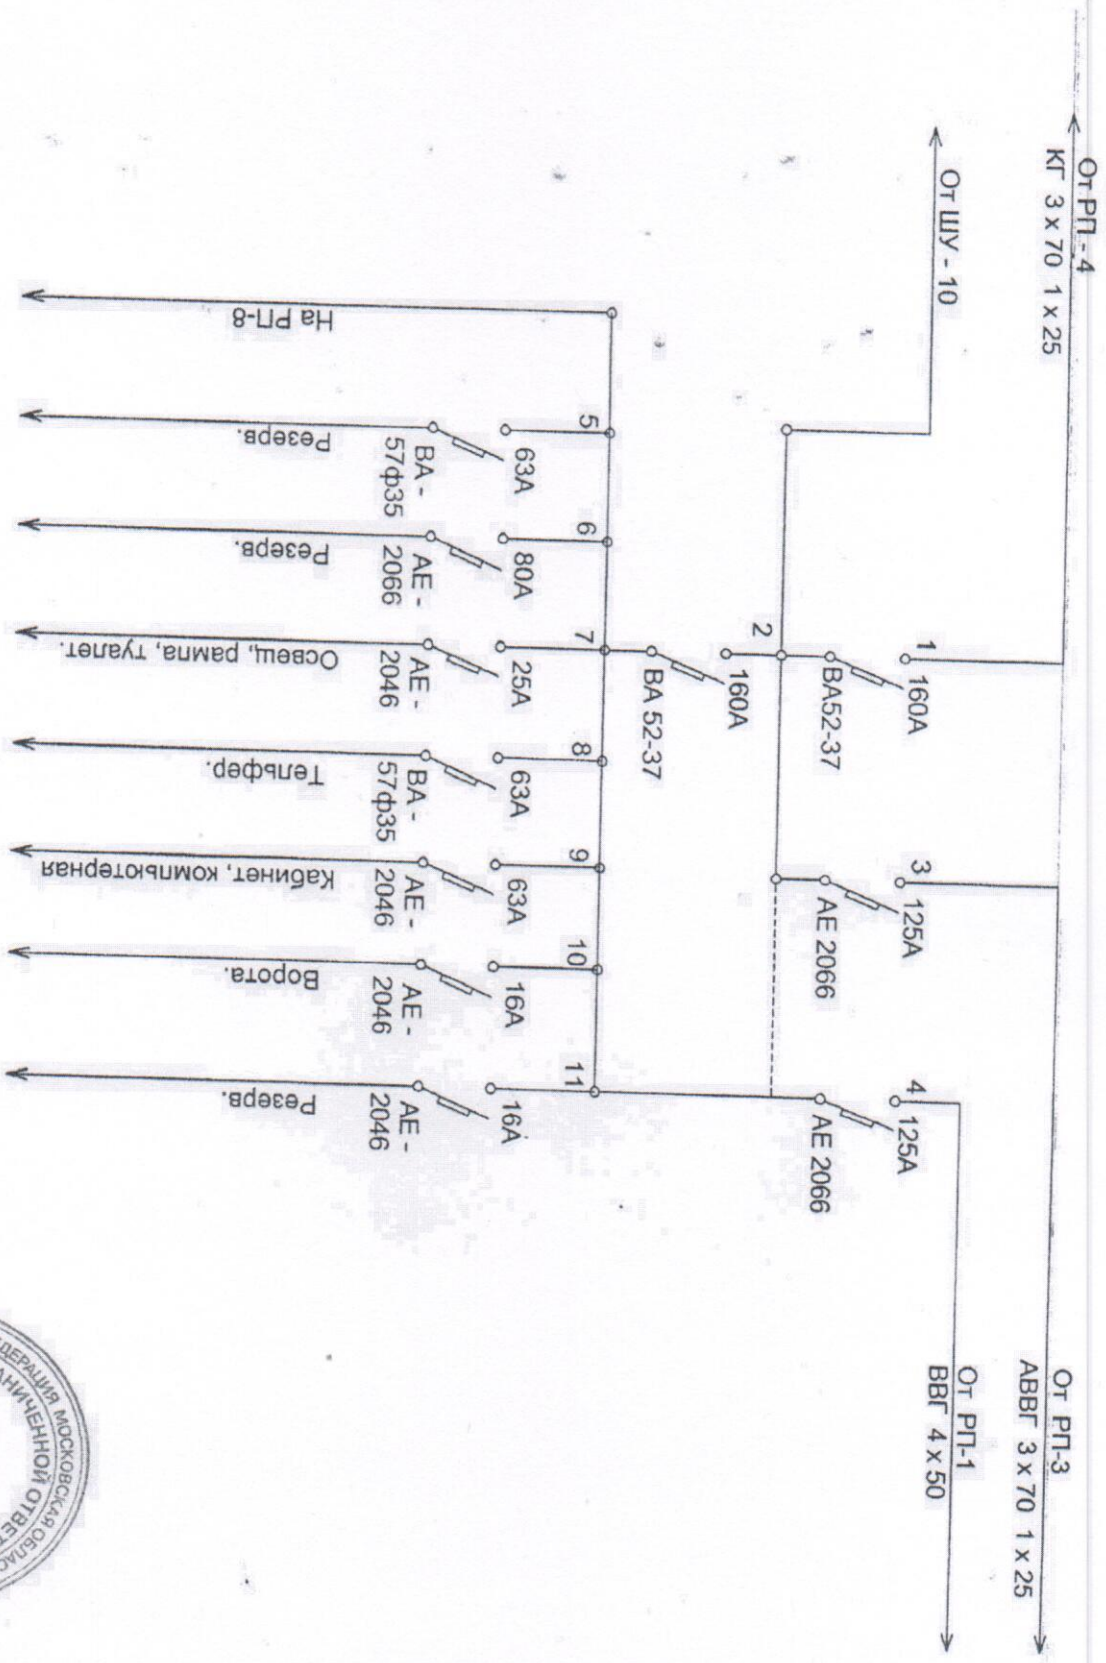 От РП - 4
КГ 3 х 70 1 х 25
От ШУ - 10
От РП-3
АВВГ 3 х 70 1 х 25
От РП-1
ВВГ 4 х 50
1
160А
ВА52-37
3
125А
АЕ 2066
4
125А
АЕ 2066
2
160А
ВА 52-37
На РП-8
5
63А
ВА -
57ф35
Резерв.
6
80А
АЕ -
2066
Резерв.
7
25А
АЕ -
2046
Освещ, рампа, туалет.
8
63А
ВА -
57ф35
Тельфер.
9
63А
АЕ -
2046
Кабинет, компьютерная
10
16А
АЕ -
2046
Ворота.
11
16А
АЕ -
2046
Резерв.
МОСКОВСКАЯ
АНИЧЕННОЙ ОТВЕТ